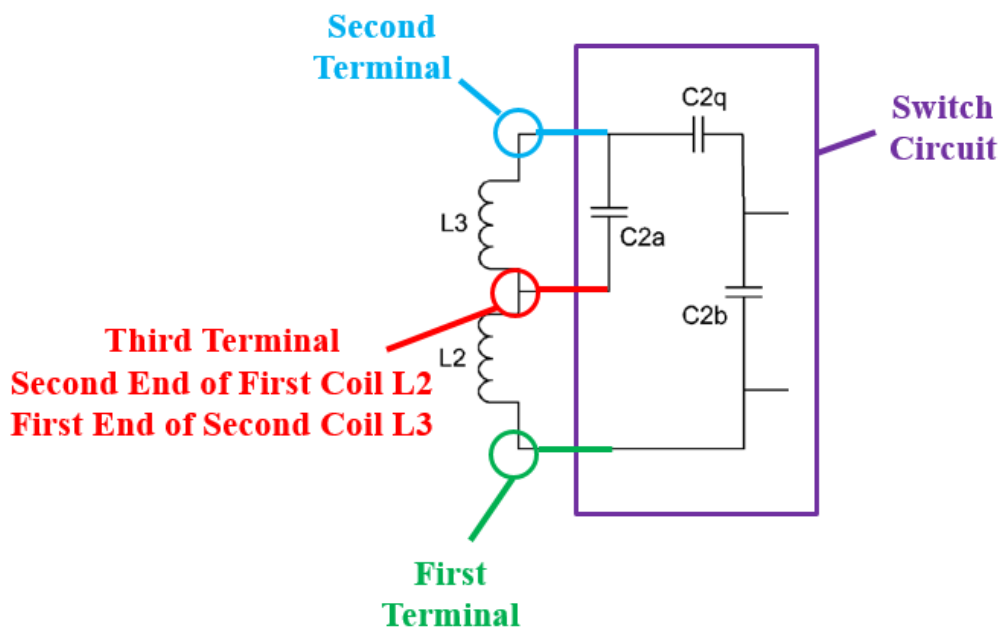 Second
Terminal
C2q
Switch
Circuit
L3
C2a
C2b
Third Terminal
L2
Second End of First Coil L2
First End of Second Coil L3
First
Terminal